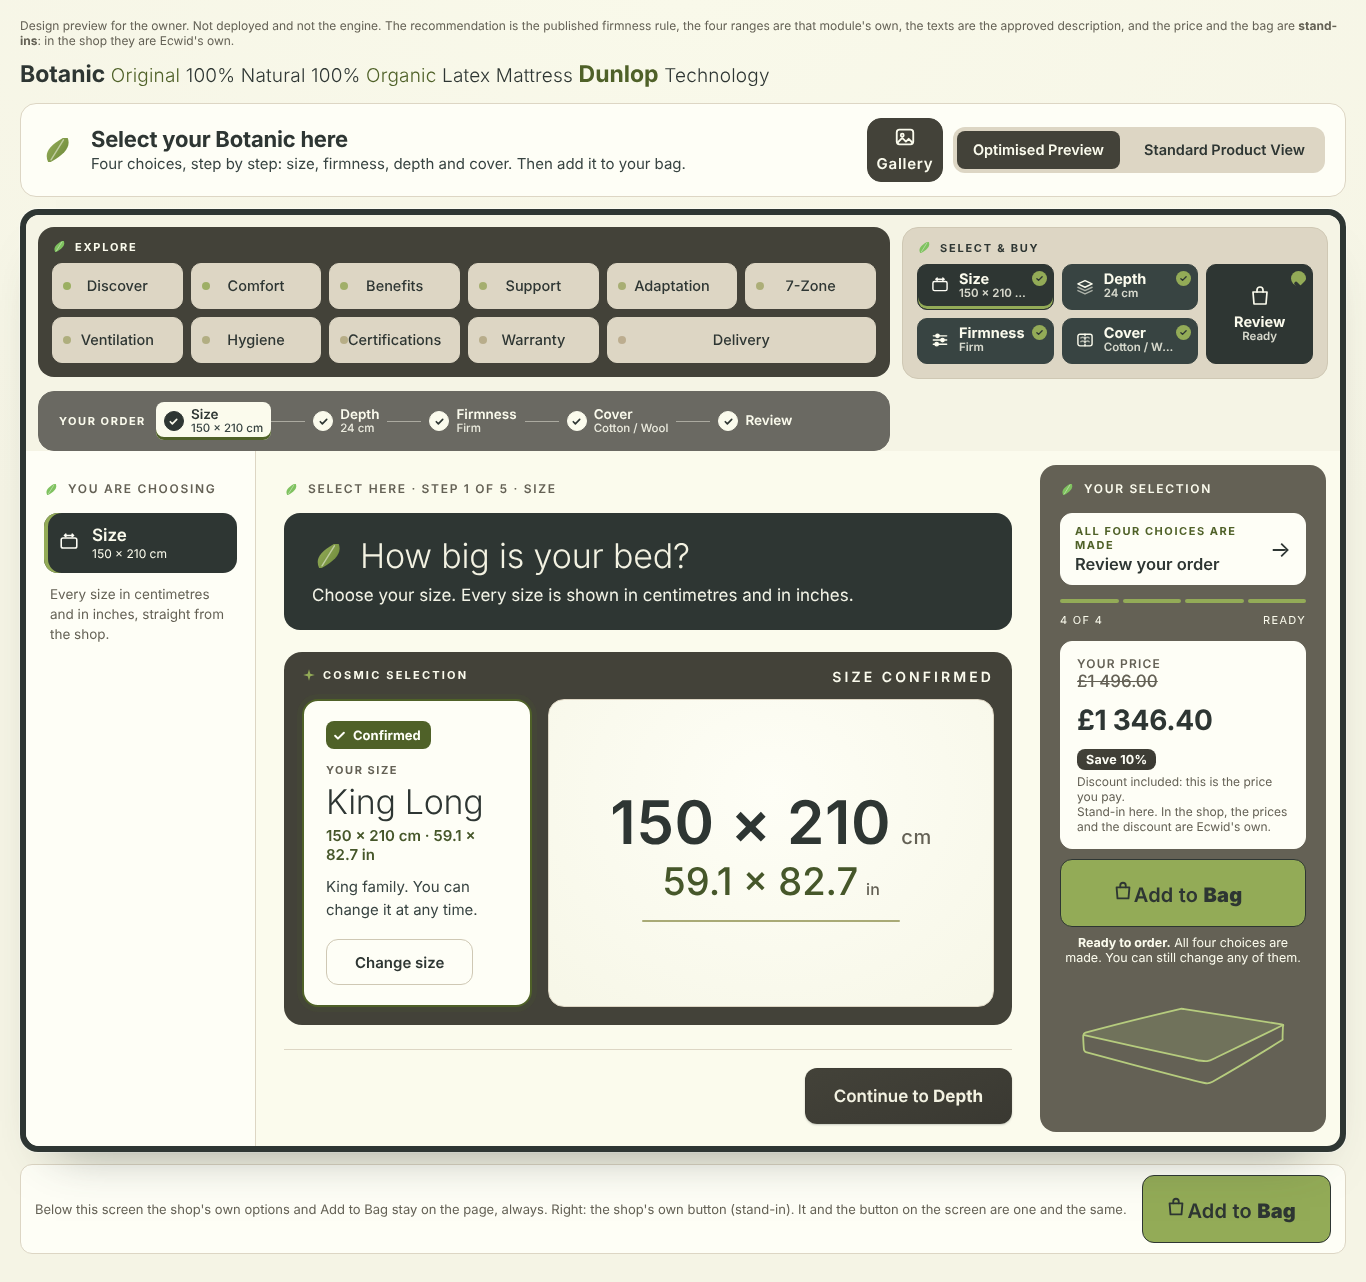 Design preview for the owner. Not deployed and not the engine. The recommendation is the published firmness rule, the four ranges are that module's own, the texts are the approved description, and the price and the bag are stand-
ins: in the shop they are Ecwid's own.
Botanic Original 100% Natural 100% Organic Latex Mattress Dunlop Technology
Select your Botanic here
Four choices, step by step: size, firmness, depth and cover. Then add it to your bag.
Gallery
Optimised Preview
Standard Product View
EXPLORE
Discover
Comfort
Benefits
Support
Adaptation
7-Zone
Ventilation
Hygiene
Certifications
Warranty
Delivery
SELECT & BUY
Size
150 × 210 ...
Depth
24 cm
Firmness
Firm
Cover
Cotton / W...
Review
Ready
YOUR ORDER
Size
150 × 210 cm
Depth
24 cm
Firmness
Firm
Cover
Cotton / Wool
Review
YOU ARE CHOOSING
Size
150 × 210 cm
Every size in centimetres
and in inches, straight from
the shop.
SELECT HERE · STEP 1 OF 5 · SIZE
How big is your bed?
Choose your size. Every size is shown in centimetres and in inches.
COSMIC SELECTION
SIZE CONFIRMED
Confirmed
YOUR SIZE
King Long
150 × 210 cm · 59.1 ×
82.7 in
King family. You can
change it at any time.
Change size
150 × 210 cm
59.1 × 82.7 in
Continue to Depth
YOUR SELECTION
ALL FOUR CHOICES ARE
MADE
Review your order
4 OF 4
READY
YOUR PRICE
£1 496.00
£1 346.40
Save 10%
Discount included: this is the price
you pay.
Stand-in here. In the shop, the prices
and the discount are Ecwid's own.
Add to Bag
Ready to order. All four choices are
made. You can still change any of them.
Below this screen the shop's own options and Add to Bag stay on the page, always. Right: the shop's own button (stand-in). It and the button on the screen are one and the same.
Add to Bag